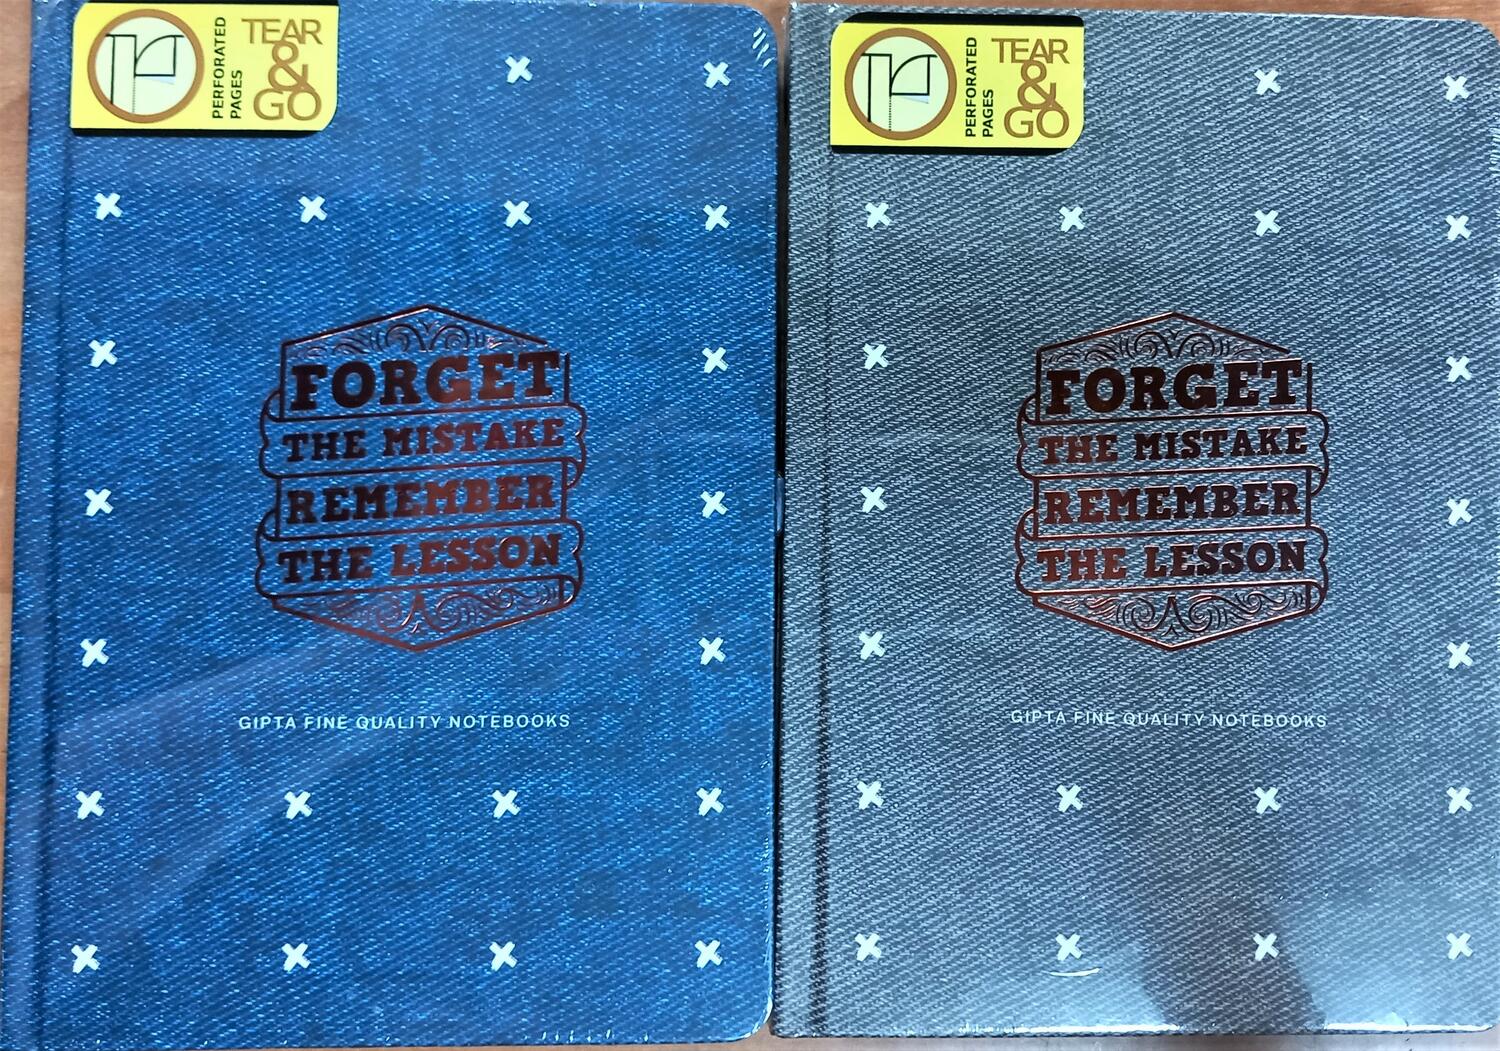 PERFORATED
PAGES
TEAR
&
GO
FORGET
THE MISTAKE
REMEMBER
THE LESSON
GIPTA FINE QUALITY NOTEBOOKS
PERFORATED
PAGES
TEAR
&
GO
FORGET
THE MISTAKE
REMEMBER
THE LESSON
GIPTA FINE QUALITY NOTEBOOKS